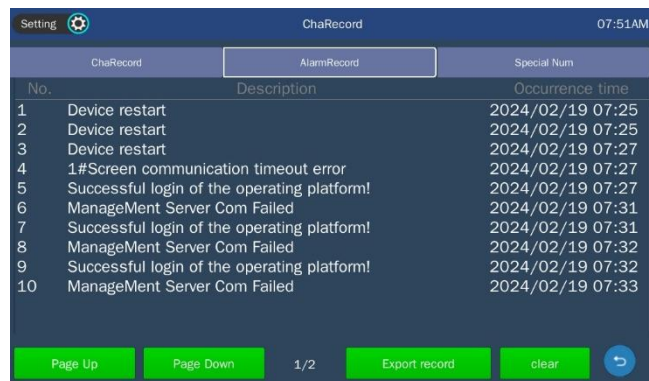 Setting ChaRecord 07:51AM
ChaRecord AlarmRecord Special Num
No. Description Occurrence time
1 Device restart 2024/02/19 07:25
2 Device restart 2024/02/19 07:25
3 Device restart 2024/02/19 07:27
4 1#Screen communication timeout error 2024/02/19 07:27
5 Successful login of the operating platform! 2024/02/19 07:27
6 ManageMent Server Com Failed 2024/02/19 07:31
7 Successful login of the operating platform! 2024/02/19 07:31
8 ManageMent Server Com Failed 2024/02/19 07:32
9 Successful login of the operating platform! 2024/02/19 07:32
10 ManageMent Server Com Failed 2024/02/19 07:33
Page Up Page Down 1/2 Export record clear